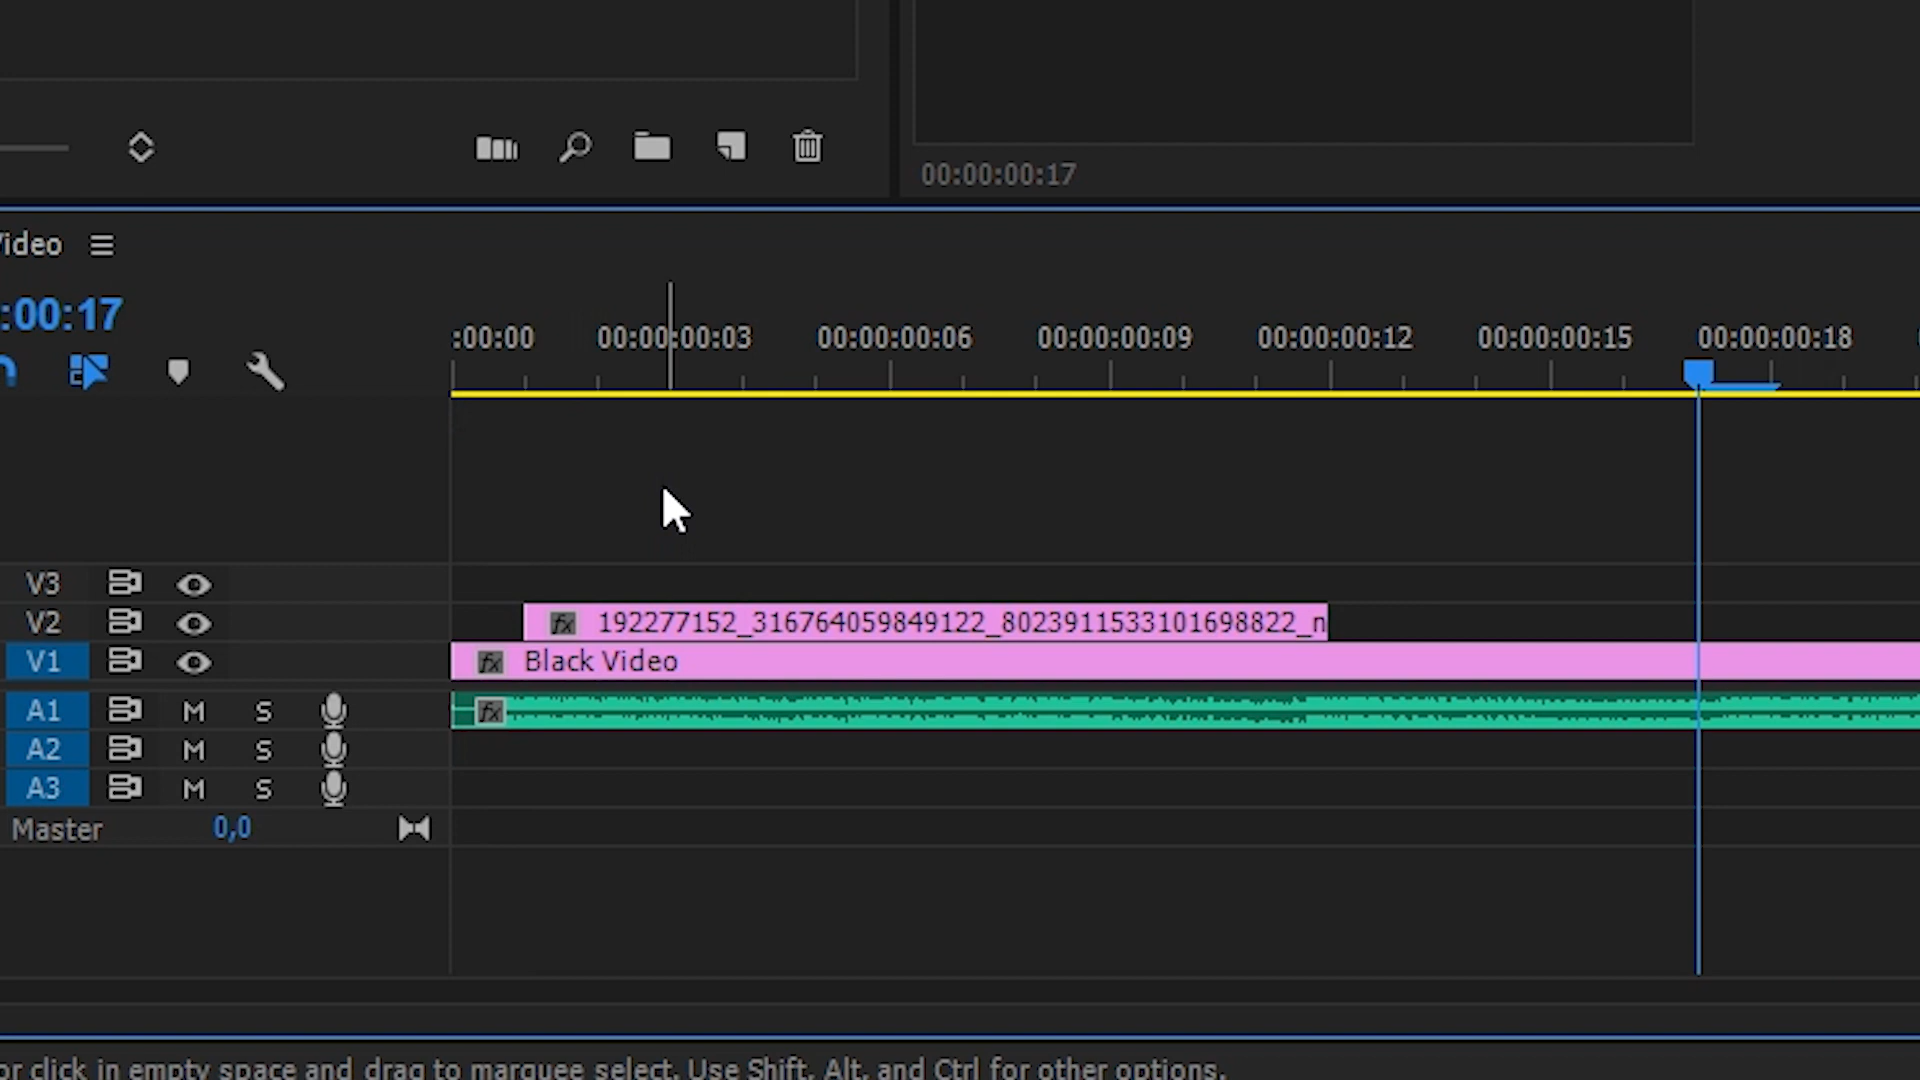 00:00:00:17
Video
:00:17
:00:00 00:00:00:03 00:00:00:06 00:00:00:09 00:00:00:12 00:00:00:15 00:00:00:18
V3
V2 fx 192277152_316764059849122_8023911533101698822_n
V1 fx Black Video
A1 M S fx
A2 M S
A3 M S
Master 0,0
or click in empty space and drag to marquee select. Use Shift, Alt, and Ctrl for other options.